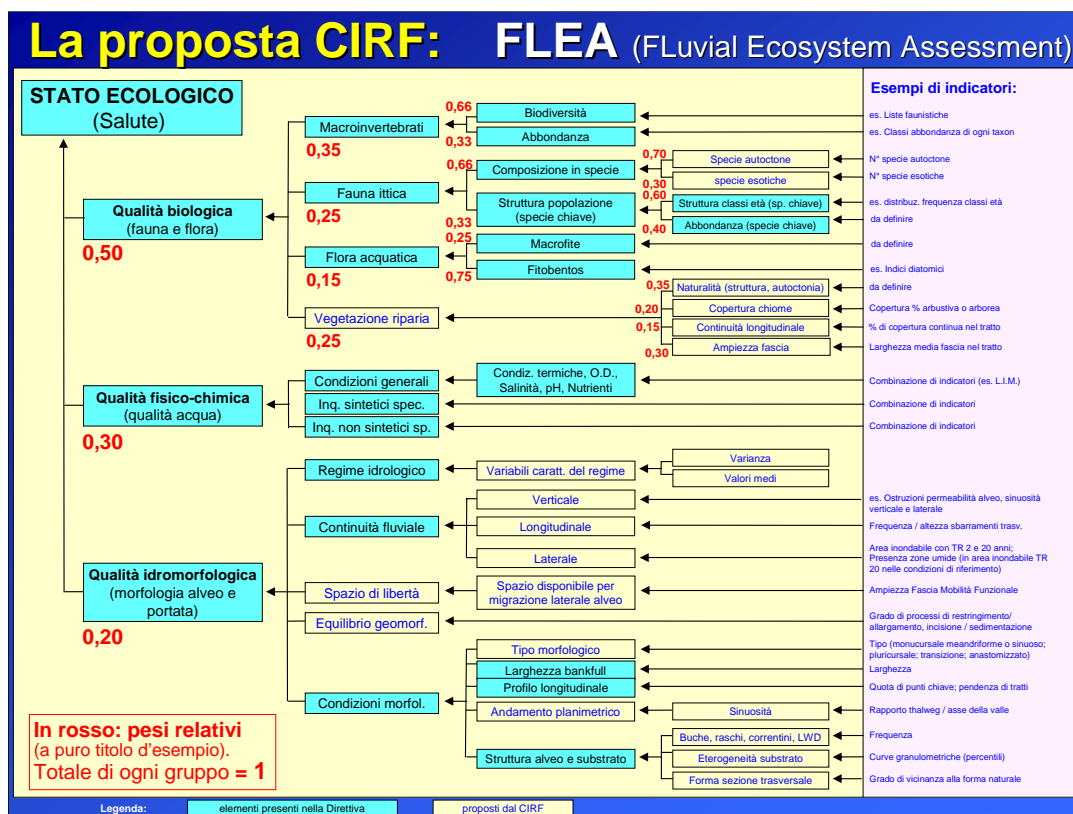 La proposta CIRF: FLEA (FLuvial Ecosystem Assessment)
STATO ECOLOGICO
(Salute)
Qualità biologica
(fauna e flora)
0,50
Macroinvertebrati
0,35
0,66
Biodiversità
0,33
Abbondanza
Fauna ittica
0,25
0,66
Composizione in specie
0,70
Specie autoctone
0,30
specie esotiche
0,33
Struttura popolazione
(specie chiave)
0,60
Struttura classi età (sp. chiave)
0,40
Abbondanza (specie chiave)
Flora acquatica
0,15
0,25
Macrofite
0,75
Fitobentos
Vegetazione riparia
0,25
0,35
Naturalità (struttura, autoctonia)
0,20
Copertura chiome
0,15
Continuità longitudinale
0,30
Ampiezza fascia
Qualità fisico-chimica
(qualità acqua)
0,30
Condizioni generali
Condiz. termiche, O.D.,
Salinità, pH, Nutrienti
Inq. sintetici spec.
Inq. non sintetici sp.
Qualità idromorfologica
(morfologia alveo e
portata)
0,20
Regime idrologico
Variabili caratt. del regime
Varianza
Valori medi
Continuità fluviale
Verticale
Longitudinale
Laterale
Spazio di libertà
Spazio disponibile per
migrazione laterale alveo
Equilibrio geomorf.
Condizioni morfol.
Tipo morfologico
Larghezza bankfull
Profilo longitudinale
Andamento planimetrico
Sinuosità
Struttura alveo e substrato
Buche, raschi, correntini, LWD
Eterogeneità substrato
Forma sezione trasversale
Esempi di indicatori:
es. Liste faunistiche
es. Classi abbondanza di ogni taxon
N° specie autoctone
N° specie esotiche
es. distribuz. frequenza classi età
da definire
da definire
es. Indici diatomici
da definire
Copertura % arbustiva o arborea
% di copertura continua nel tratto
Larghezza media fascia nel tratto
Combinazione di indicatori (es. L.I.M.)
Combinazione di indicatori
Combinazione di indicatori
es. Ostruzioni permeabilità alveo, sinuosità
verticale e laterale
Frequenza / altezza sbarramenti trasv.
Area inondabile con TR 2 e 20 anni;
Presenza zone umide (in area inondabile TR
20 nelle condizioni di riferimento)
Ampiezza Fascia Mobilità Funzionale
Grado di processi di restringimento/
allargamento, incisione / sedimentazione
Tipo (monucursale meandriforme o sinuoso;
pluricursale; transizione; anastomizzato)
Larghezza
Quota di punti chiave; pendenza di tratti
Rapporto thalweg / asse della valle
Frequenza
Curve granulometriche (percentili)
Grado di vicinanza alla forma naturale
In rosso: pesi relativi
(a puro titolo d'esempio).
Totale di ogni gruppo = 1
Legenda:
elementi presenti nella Direttiva
proposti dal CIRF